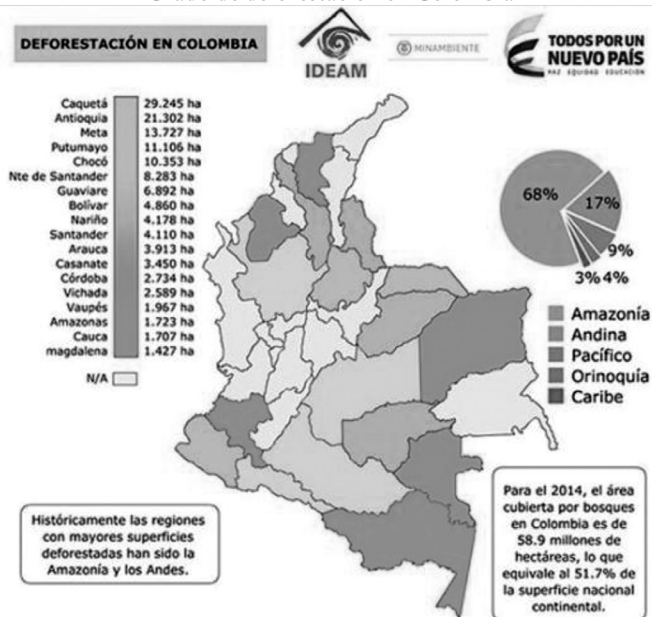 DEFORESTACIÓN EN COLOMBIA
IDEAM
MINAMBIENTE
TODOS POR UN
NUEVO PAÍS
PAZ EQUIDAD EDUCACIÓN
Caquetá 29.245 ha
Antioquia 21.302 ha
Meta 13.727 ha
Putumayo 11.106 ha
Chocó 10.353 ha
Nte de Santander 8.283 ha
Guaviare 6.892 ha
Bolívar 4.860 ha
Nariño 4.178 ha
Santander 4.110 ha
Arauca 3.913 ha
Casanate 3.450 ha
Córdoba 2.734 ha
Vichada 2.589 ha
Vaupés 1.967 ha
Amazonas 1.723 ha
Cauca 1.707 ha
magdalena 1.427 ha
N/A
68%
17%
9%
3% 4%
Amazonía
Andina
Pacífico
Orinoquía
Caribe
Históricamente las regiones
con mayores superficies
deforestadas han sido la
Amazonía y los Andes.
Para el 2014, el área
cubierta por bosques
en Colombia es de
58.9 millones de
hectáreas, lo que
equivale al 51.7% de
la superficie nacional
continental.